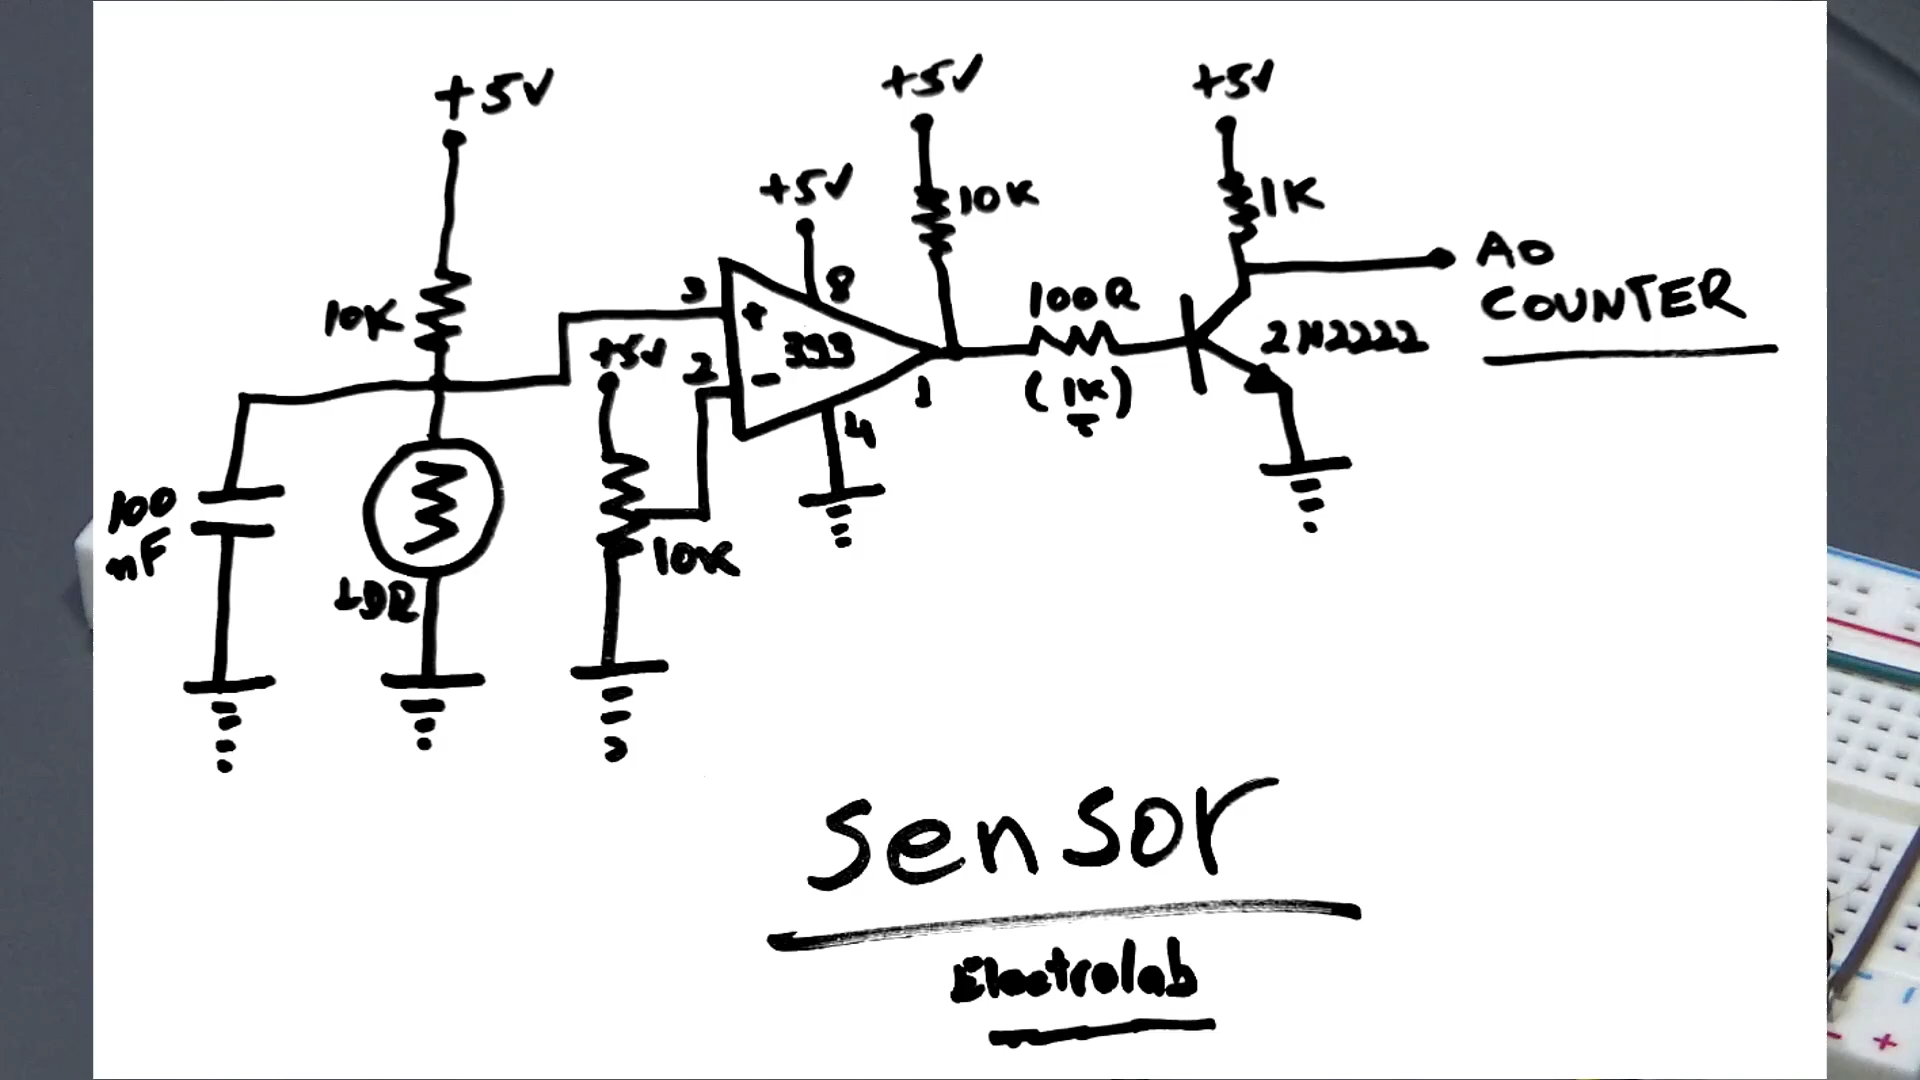 +5V
+5V
+5V
+5V
10K
1K
8
3
10K
+
393
+5V
2
-
1
4
100R
(1K)
2N2222
AO
COUNTER
100
nF
LDR
10K
Sensor
Electrolab
- +